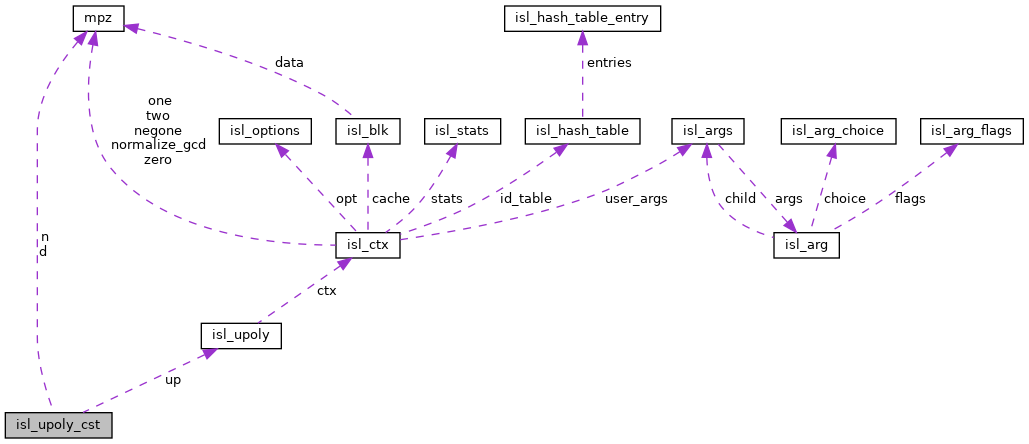 mpz
isl_hash_table_entry
data
entries
one
two
negone
normalize_gcd
zero
isl_options
isl_blk
isl_stats
isl_hash_table
isl_args
isl_arg_choice
isl_arg_flags
opt
cache
stats
id_table
user_args
child
args
choice
flags
n
d
isl_ctx
isl_arg
ctx
isl_upoly
up
isl_upoly_cst